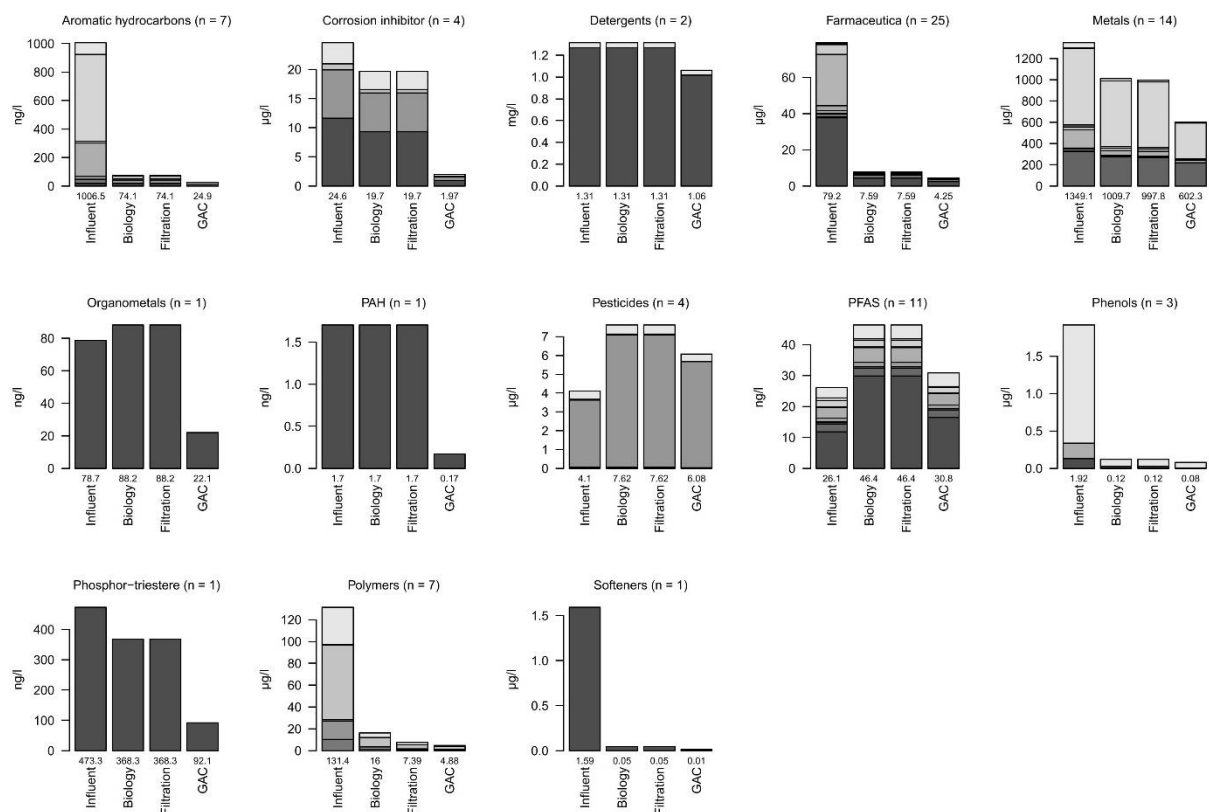 Aromatic hydrocarbons (n = 7)
ng/l
1000
800
600
400
200
0
1006.5 74.1 74.1 24.9
Influent Biology Filtration GAC
Corrosion inhibitor (n = 4)
µg/l
20
15
10
5
0
24.6 19.7 19.7 1.97
Influent Biology Filtration GAC
Detergents (n = 2)
mg/l
1.2
1.0
0.8
0.6
0.4
0.2
0.0
1.31 1.31 1.31 1.06
Influent Biology Filtration GAC
Farmaceutica (n = 25)
µg/l
60
40
20
0
79.2 7.59 7.59 4.25
Influent Biology Filtration GAC
Metals (n = 14)
µg/l
1200
1000
800
600
400
200
0
1349.1 1009.7 997.8 602.3
Influent Biology Filtration GAC
Organometals (n = 1)
ng/l
80
60
40
20
0
78.7 88.2 88.2 22.1
Influent Biology Filtration GAC
PAH (n = 1)
ng/l
1.5
1.0
0.5
0.0
1.7 1.7 1.7 0.17
Influent Biology Filtration GAC
Pesticides (n = 4)
µg/l
7
6
5
4
3
2
1
0
4.1 7.62 7.62 6.08
Influent Biology Filtration GAC
PFAS (n = 11)
ng/l
40
30
20
10
0
26.1 46.4 46.4 30.8
Influent Biology Filtration GAC
Phenols (n = 3)
µg/l
1.5
1.0
0.5
0.0
1.92 0.12 0.12 0.08
Influent Biology Filtration GAC
Phosphor−triestere (n = 1)
ng/l
400
300
200
100
0
473.3 368.3 368.3 92.1
Influent Biology Filtration GAC
Polymers (n = 7)
µg/l
120
100
80
60
40
20
0
131.4 16 7.39 4.88
Influent Biology Filtration GAC
Softeners (n = 1)
µg/l
1.5
1.0
0.5
0.0
1.59 0.05 0.05 0.01
Influent Biology Filtration GAC